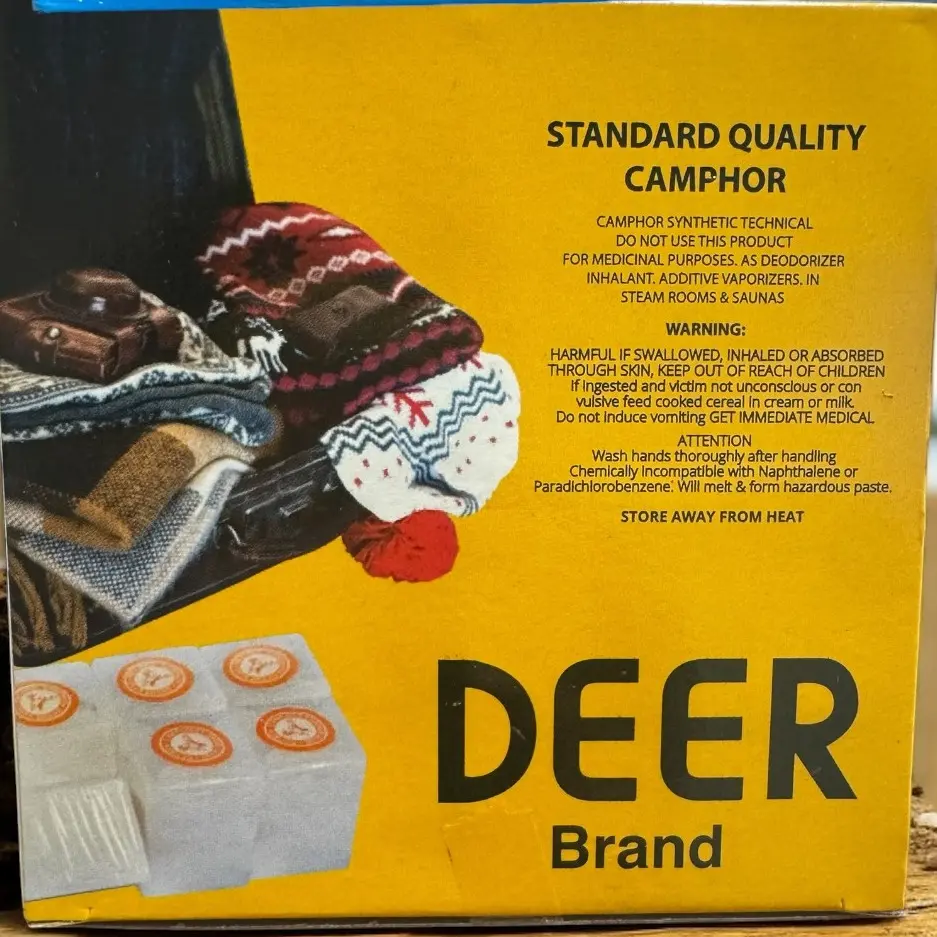 STANDARD QUALITY
CAMPHOR
CAMPHOR SYNTHETIC TECHNICAL
DO NOT USE THIS PRODUCT
FOR MEDICINAL PURPOSES. AS DEODORIZER
INHALANT. ADDITIVE VAPORIZERS. IN
STEAM ROOMS & SAUNAS
WARNING:
HARMFUL IF SWALLOWED, INHALED OR ABSORBED
THROUGH SKIN, KEEP OUT OF REACH OF CHILDREN
If ingested and victim not unconscious or con
vulsive feed cooked cereal in cream or milk.
Do not induce vomiting GET IMMEDIATE MEDICAL
ATTENTION
Wash hands thoroughly after handling
Chemically incompatible with Naphthalene or
Paradichlorobenzene. Will melt & form hazardous paste.
STORE AWAY FROM HEAT
DEER
Brand